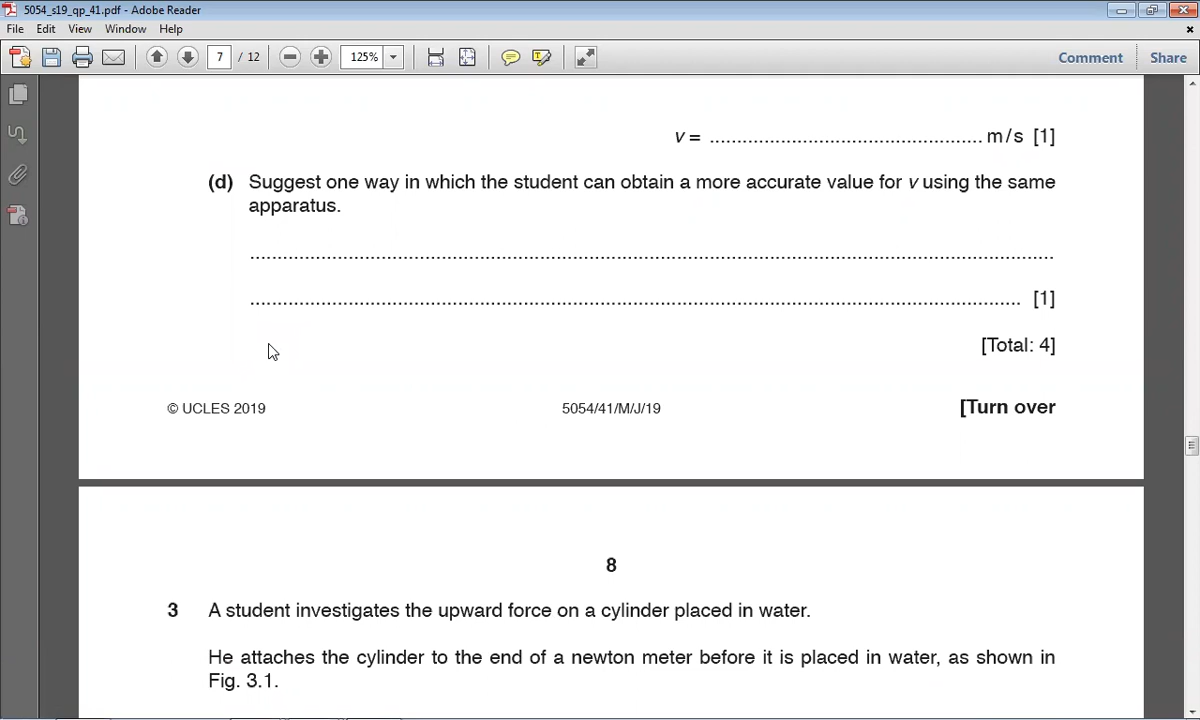 5054_s19_qp_41.pdf - Adobe Reader
File Edit View Window Help
7 / 12 125% Comment Share
v = .................................................. m/s [1]
(d) Suggest one way in which the student can obtain a more accurate value for v using the same
apparatus.
....................................................................................................................................................
.............................................................................................................................................. [1]
[Total: 4]
© UCLES 2019 5054/41/M/J/19 [Turn over
8
3 A student investigates the upward force on a cylinder placed in water.
He attaches the cylinder to the end of a newton meter before it is placed in water, as shown in
Fig. 3.1.